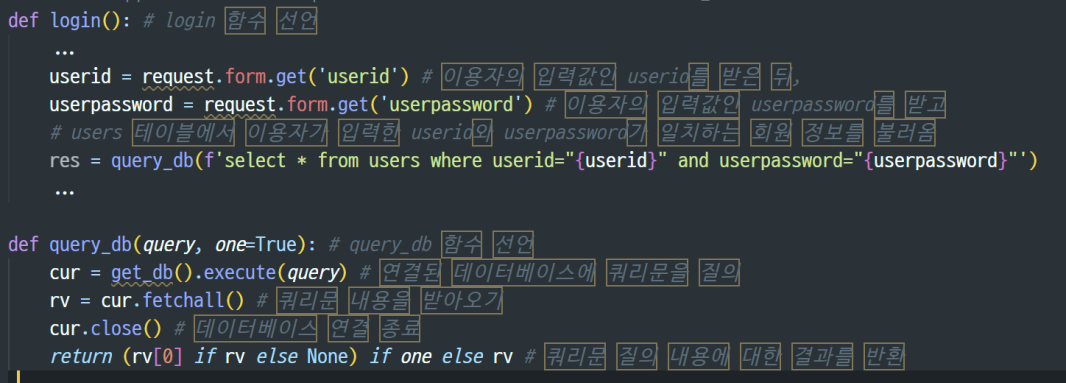 def login(): # login 함수 선언
    ...
    userid = request.form.get('userid') # 이용자의 입력값인 userid를 받은 뒤,
    userpassword = request.form.get('userpassword') # 이용자의 입력값인 userpassword를 받고
    # users 테이블에서 이용자가 입력한 userid와 userpassword가 일치하는 회원 정보를 불러옴
    res = query_db(f'select * from users where userid="{userid}" and userpassword="{userpassword}"')
    ...
def query_db(query, one=True): # query_db 함수 선언
    cur = get_db().execute(query) # 연결된 데이터베이스에 쿼리문을 질의
    rv = cur.fetchall() # 쿼리문 내용을 받아오기
    cur.close() # 데이터베이스 연결 종료
    return (rv[0] if rv else None) if one else rv # 쿼리문 질의 내용에 대한 결과를 반환